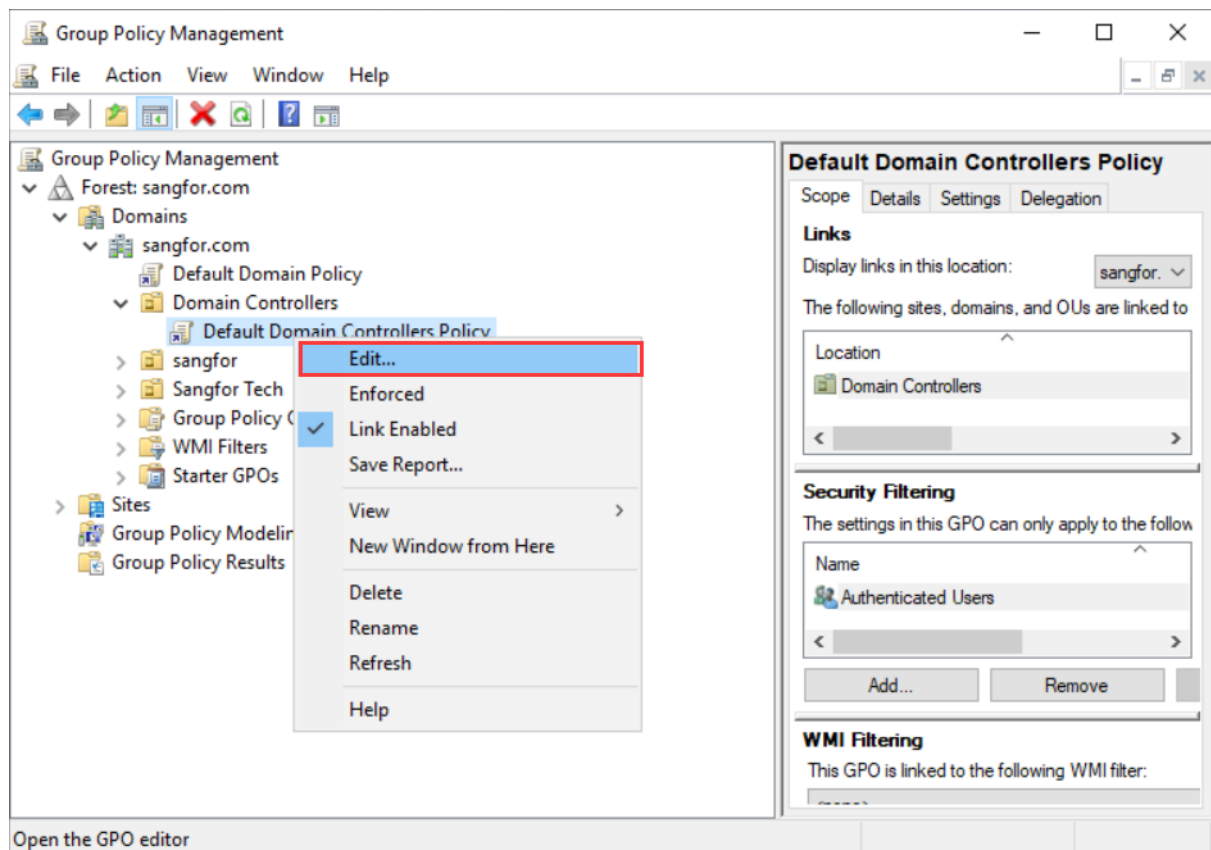 Group Policy Management
File Action View Window Help
Group Policy Management
Forest: sangfor.com
Domains
sangfor.com
Default Domain Policy
Domain Controllers
Default Domain Controllers Policy
sangfor
Sangfor Tech
Group Policy
WMI Filters
Starter GPOs
Sites
Group Policy Modelin
Group Policy Results
Edit...
Enforced
Link Enabled
Save Report...
View
New Window from Here
Delete
Rename
Refresh
Help
Default Domain Controllers Policy
Scope Details Settings Delegation
Links
Display links in this location:
sangfor.
The following sites, domains, and OUs are linked to
Location
Domain Controllers
Security Filtering
The settings in this GPO can only apply to the follow
Name
Authenticated Users
Add... Remove
WMI Filtering
This GPO is linked to the following WMI filter:
Open the GPO editor